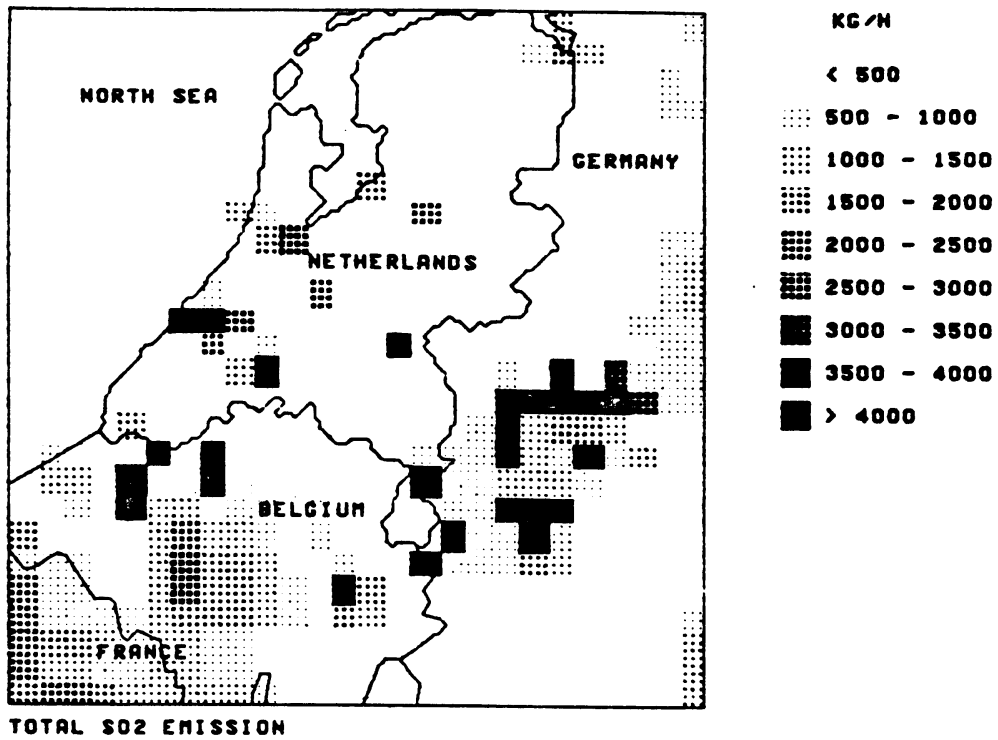 KG/H
< 500
500 - 1000
1000 - 1500
1500 - 2000
2000 - 2500
2500 - 3000
3000 - 3500
3500 - 4000
> 4000
NORTH SEA
GERMANY
NETHERLANDS
BELGIUM
FRANCE
TOTAL SO2 EMISSION